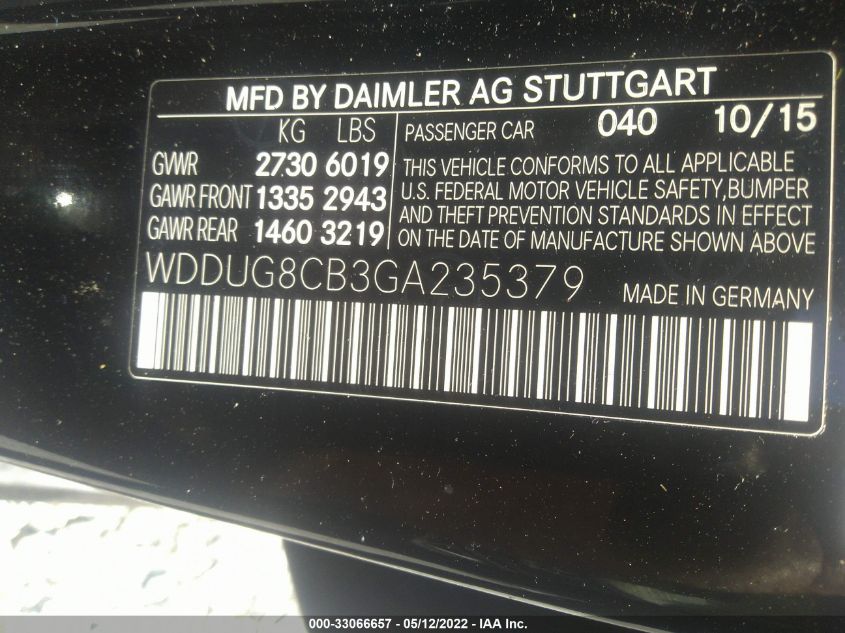 MFD BY DAIMLER AG STUTTGART
KG LBS
GVWR 2730 6019
GAWR FRONT 1335 2943
GAWR REAR 1460 3219
PASSENGER CAR 040 10/15
THIS VEHICLE CONFORMS TO ALL APPLICABLE
U.S. FEDERAL MOTOR VEHICLE SAFETY,BUMPER
AND THEFT PREVENTION STANDARDS IN EFFECT
ON THE DATE OF MANUFACTURE SHOWN ABOVE
WDDUG8CB3GA235379 MADE IN GERMANY
000-33066657 - 05/12/2022 - IAA Inc.